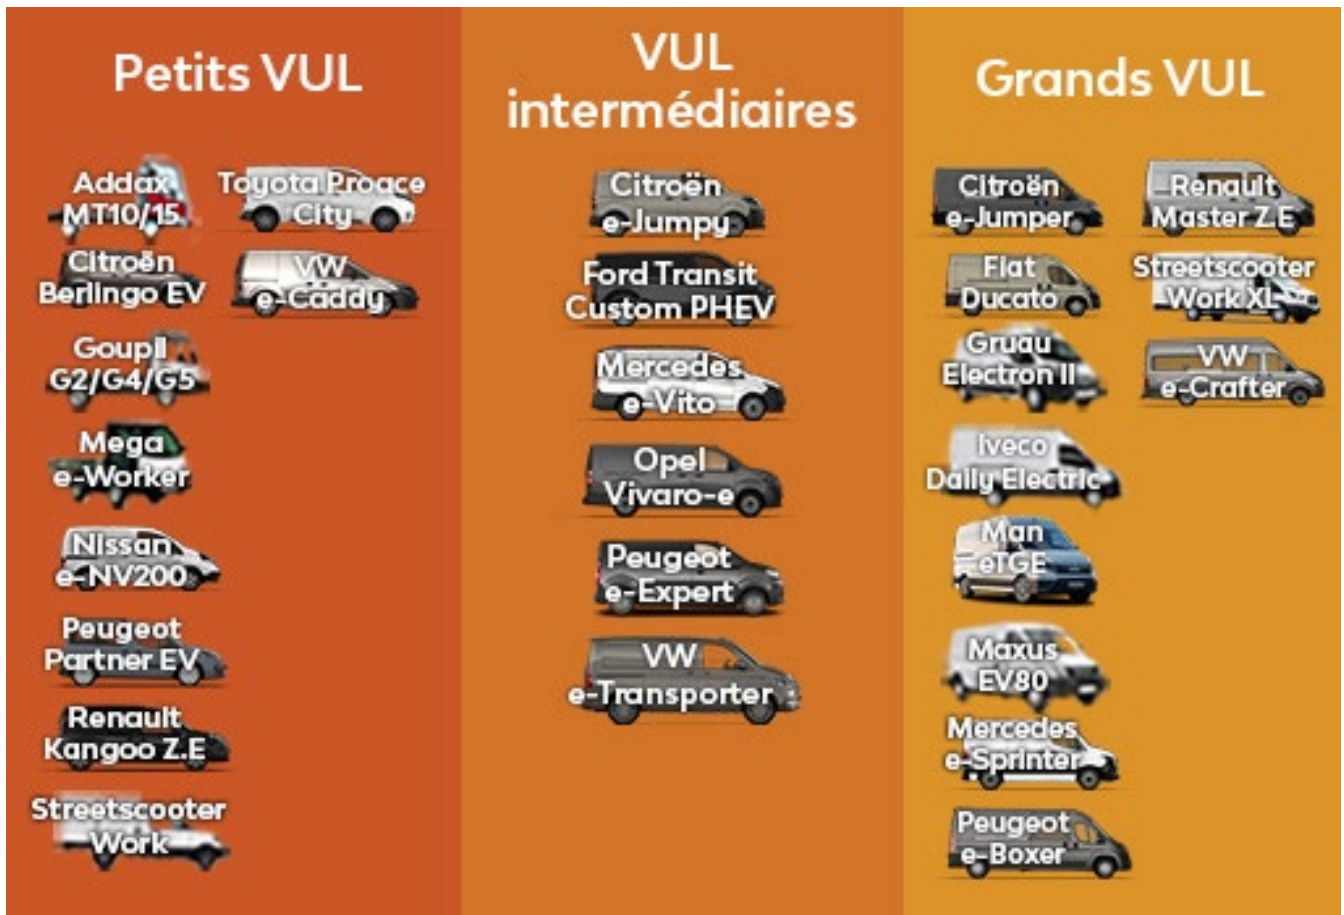 Petits VUL
Addax
MT10/15
Citroën
Berlingo EV
Goupil
G2/G4/G5
Mega
e-Worker
Nissan
e-NV200
Peugeot
Partner EV
Renault
Kangoo Z.E
Streetscooter
Work
Toyota Proace
City
VW
e-Caddy
VUL
intermédiaires
Citroën
e-Jumpy
Ford Transit
Custom PHEV
Mercedes
e-Vito
Opel
Vivaro-e
Peugeot
e-Expert
VW
e-Transporter
Grands VUL
Citroën
e-Jumper
Fiat
Ducato
Gruau
Electron II
Iveco
Daily Electric
Man
eTGE
Maxus
EV80
Mercedes
e-Sprinter
Peugeot
e-Boxer
Renault
Master Z.E
Streetscooter
Work XL
VW
e-Crafter